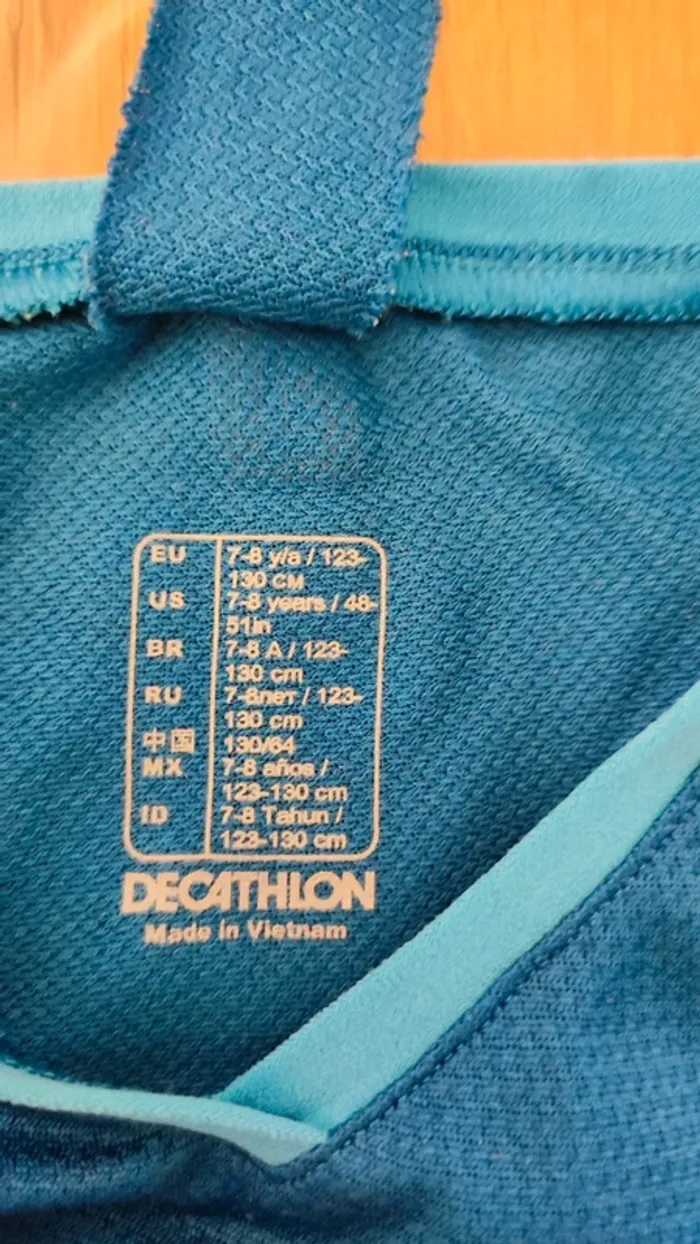 EU 7-8 y/a / 123-
130 CM
US 7-8 years / 48-
51in
BR 7-8 A / 123-
130 cm
RU 7-8лет / 123-
130 cm
中国 130/64
MX 7-8 años /
123-130 cm
ID 7-8 Tahun /
123-130 cm
DECATHLON
Made in Vietnam